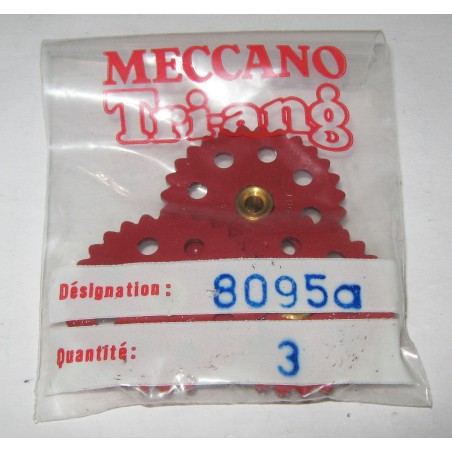 MECCANO
Tri-ang
Désignation: 8095a
Quantité: 3